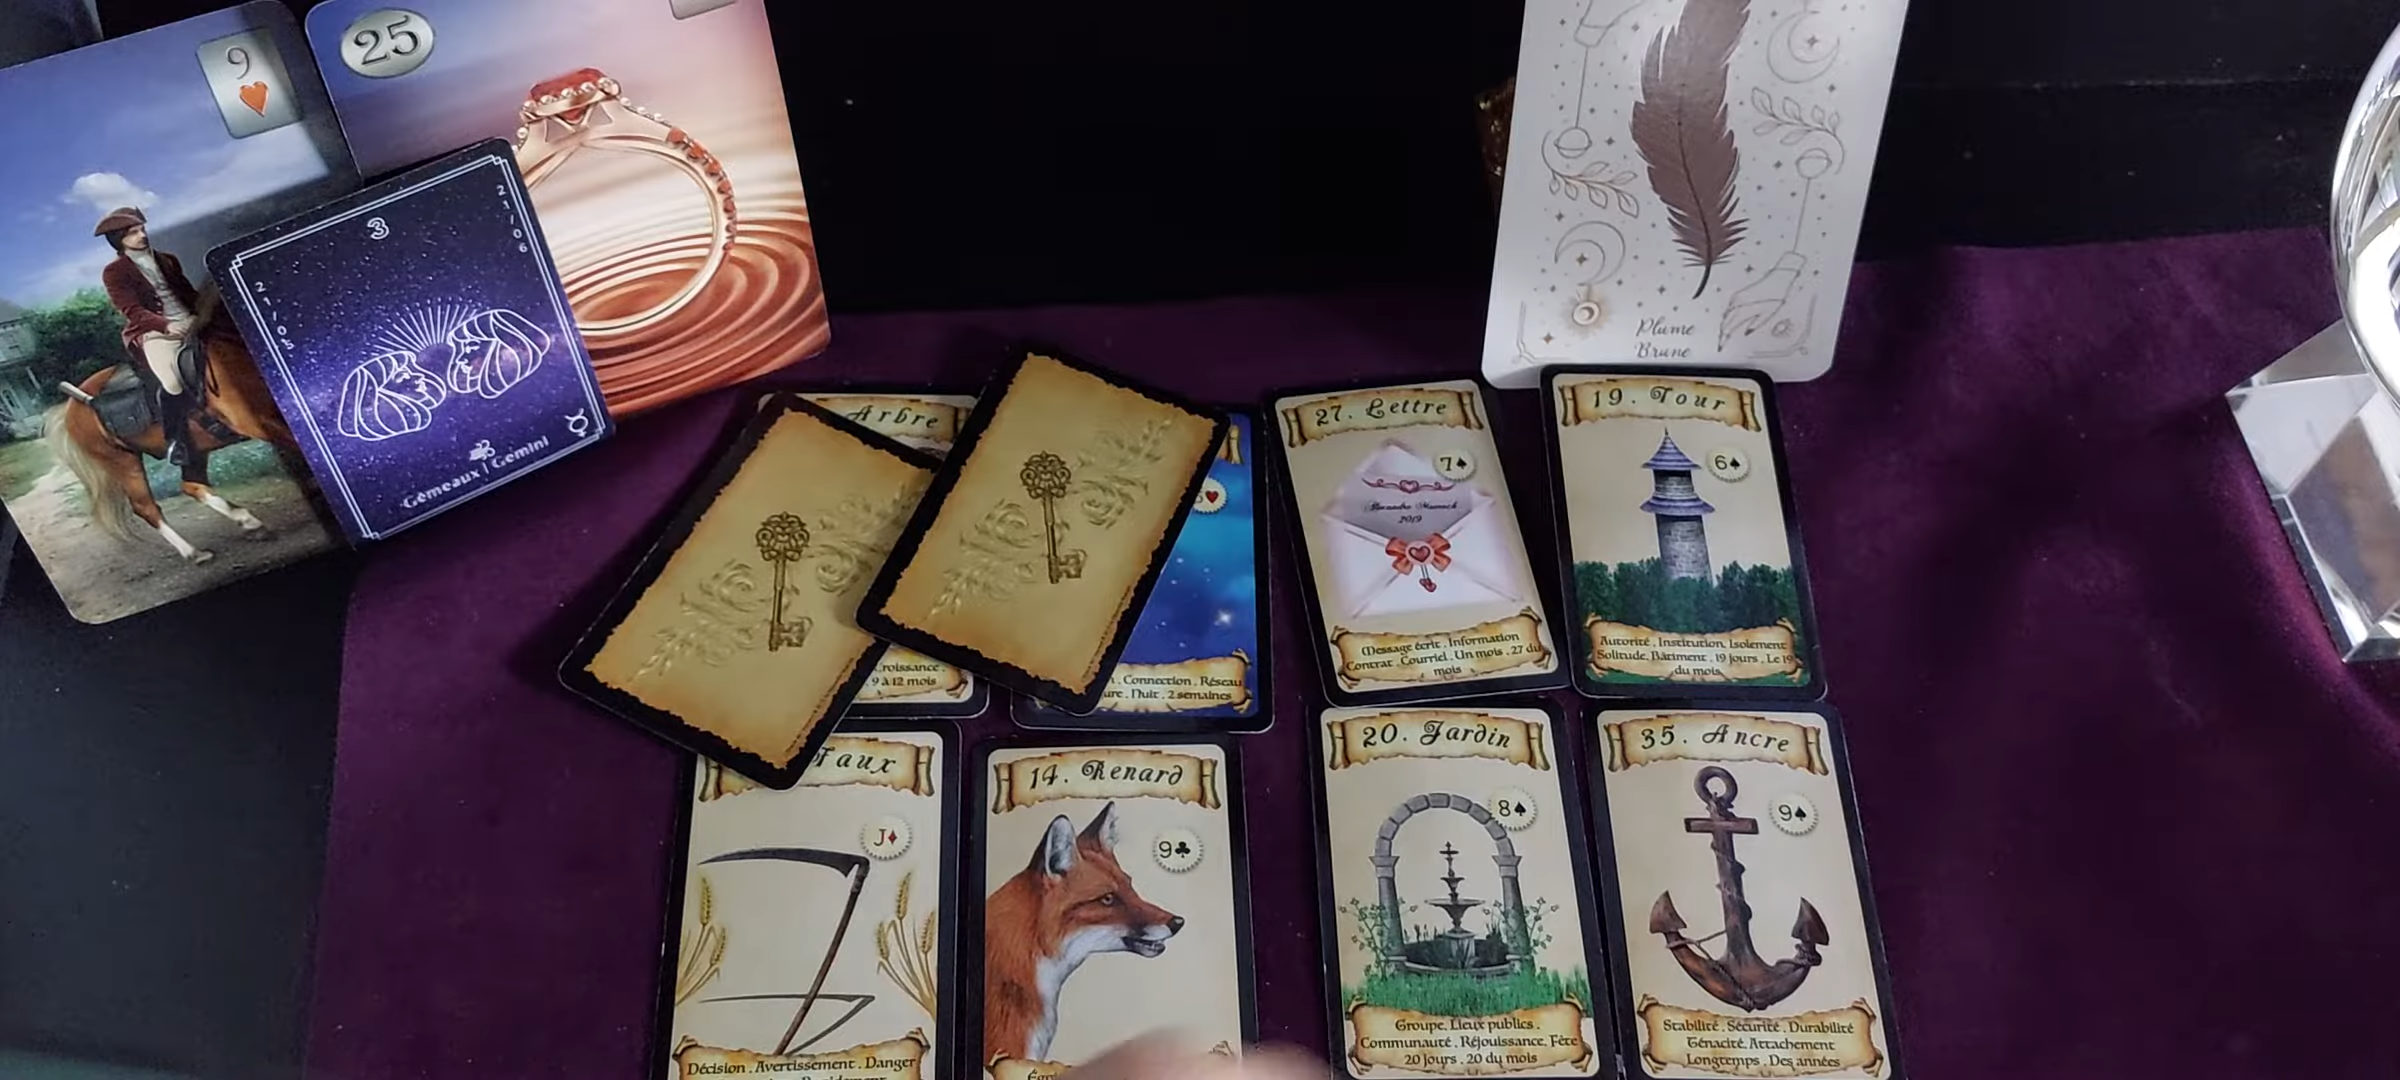 9
25
3
21/05
21/06
Gémeaux | Gemini
Plume
Brune
Arbre
Croissance.
9 à 12 mois
. Connection. Réseau
Nuit. 2 semaines
27. Lettre
7♠
2019
Message écrit. Information
Contrat. Courriel. Un mois. 27 du
mois
19. Tour
6♠
Autorité. Institution. Isolement
Solitude. Bâtiment. 19 jours. Le 19
du mois
Faux
J♦
Décision. Avertissement. Danger
14. Renard
9♣
20. Jardin
8♠
Groupe. Lieux publics.
Communauté. Réjouissance. Fête
20 jours. 20 du mois
35. Ancre
9♠
Stabilité. Sécurité. Durabilité
Ténacité. Attachement
Longtemps. Des années